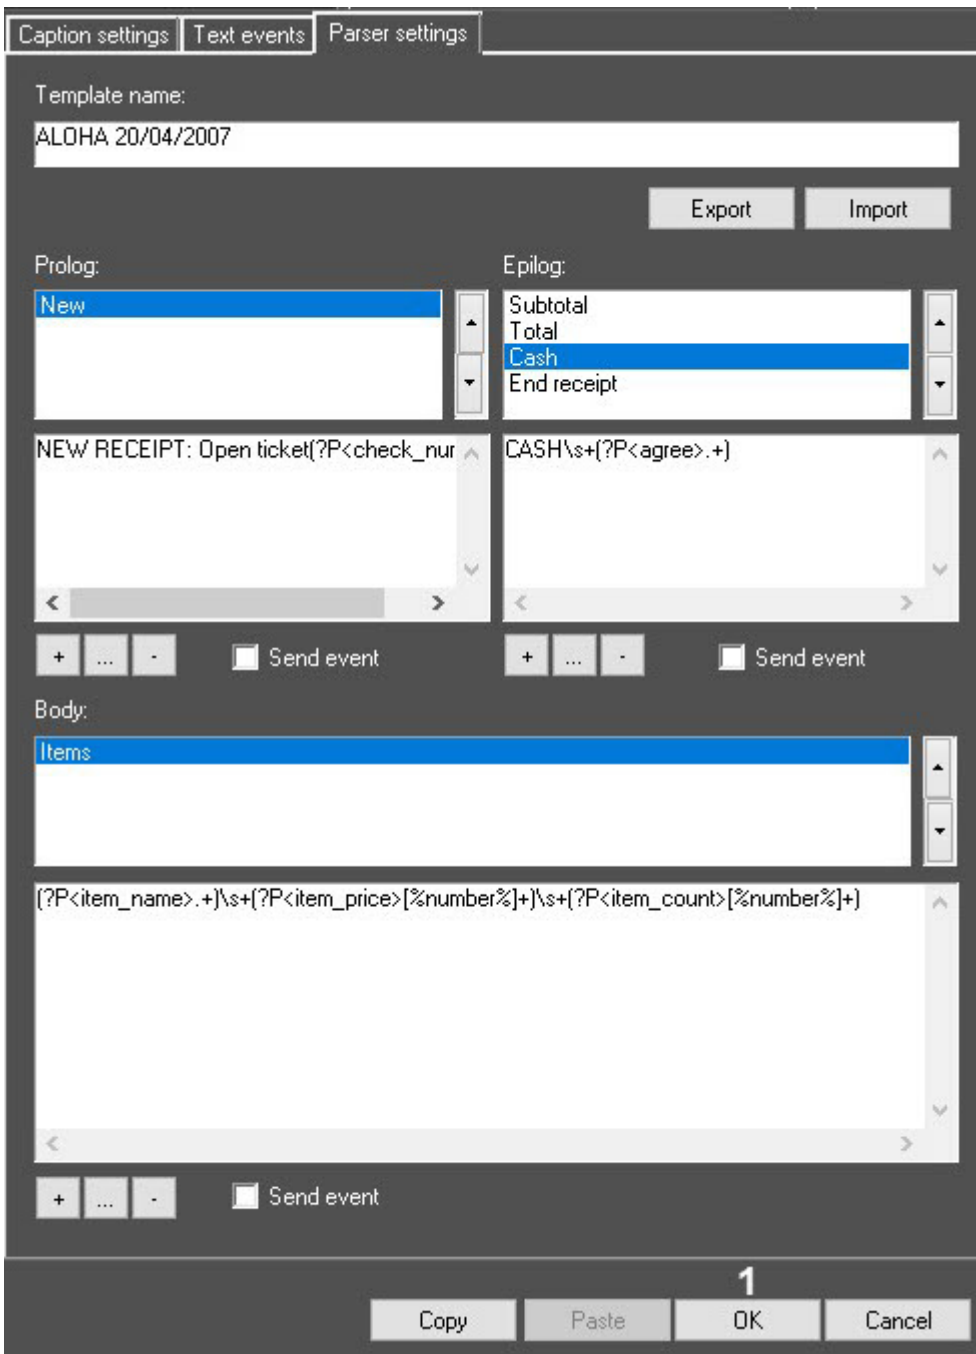 Caption settings Text events Parser settings
Template name:
ALOHA 20/04/2007
Export Import
Prolog: Epilog:
New
Subtotal
Total
Cash
End receipt
NEW RECEIPT: Open ticket(?P<check_nur
CASH\s+(?P<agree>.+)
+ ... - Send event
+ ... - Send event
Body:
Items
(?P<item_name>.+)\s+(?P<item_price>[%number%]+)\s+(?P<item_count>[%number%]+)
+ ... - Send event
1
Copy Paste OK Cancel